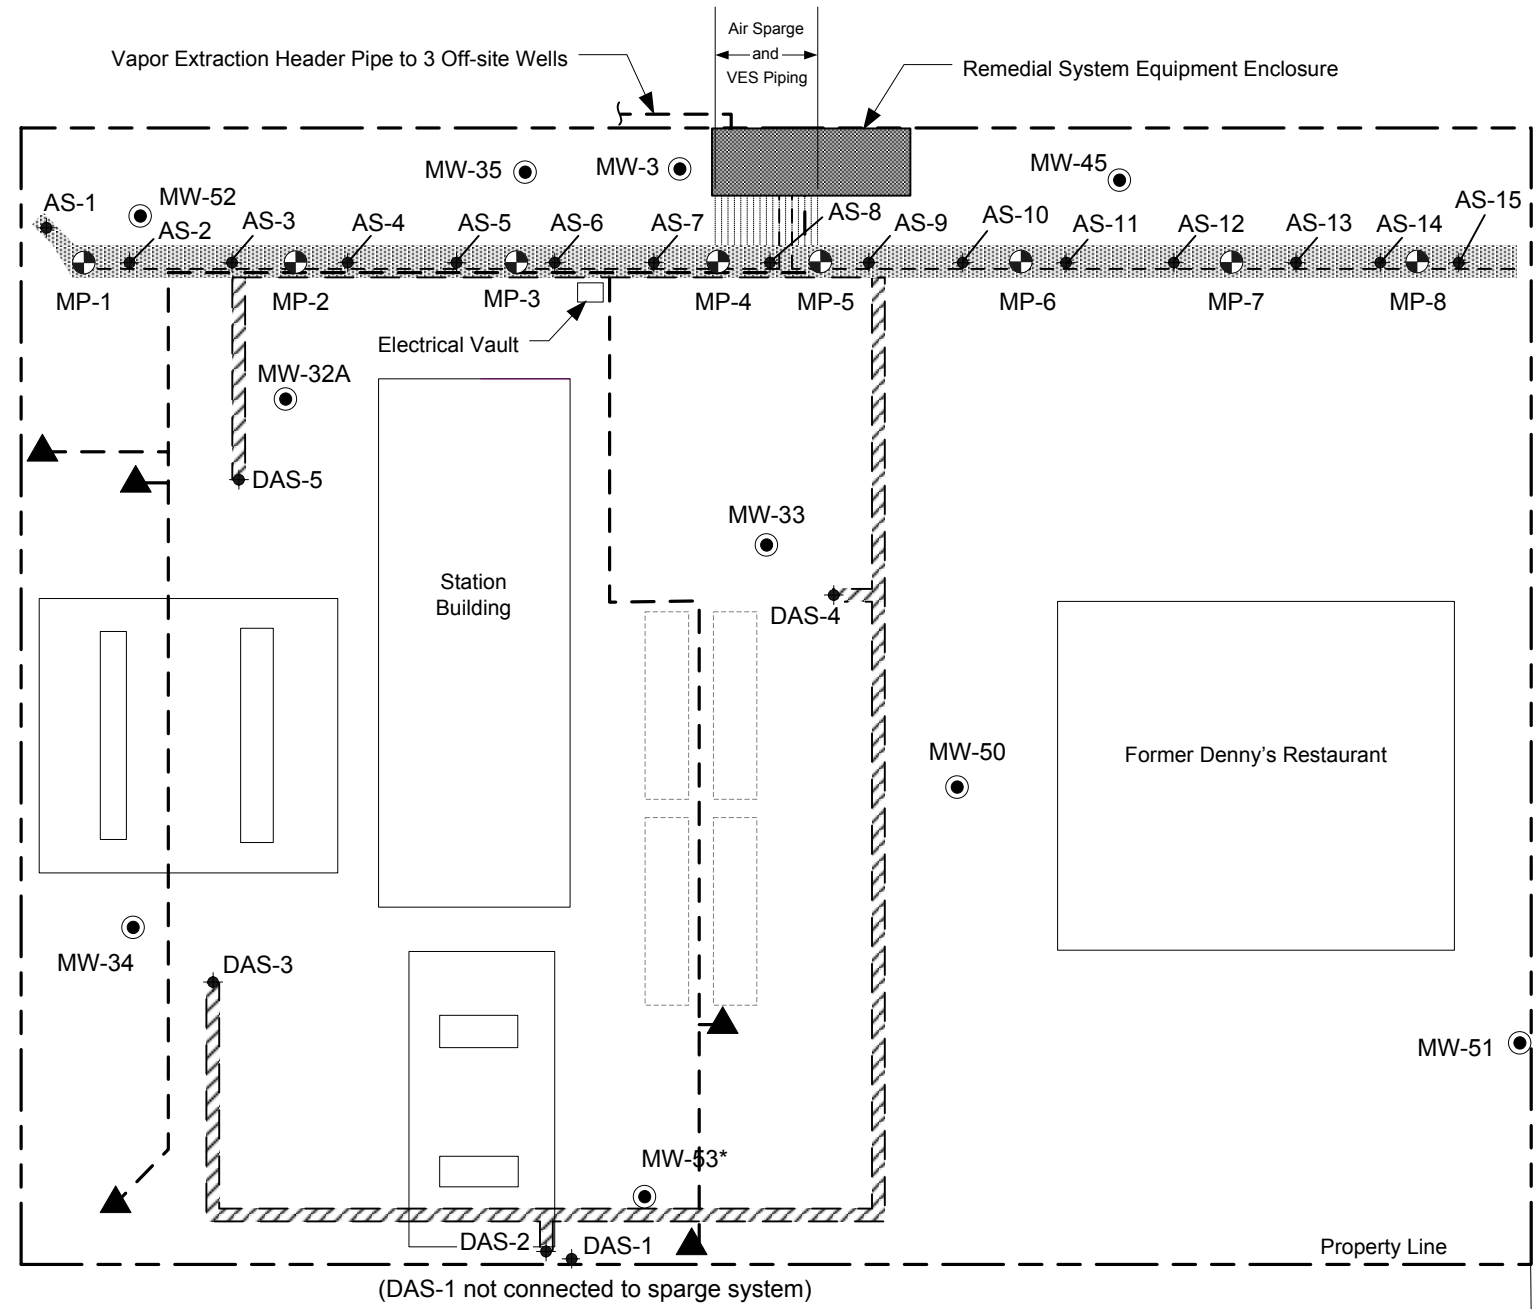 Air Sparge
and
VES Piping
Vapor Extraction Header Pipe to 3 Off-site Wells
Remedial System Equipment Enclosure
MW-35
MW-3
MW-45
AS-1
MW-52
AS-2
AS-3
AS-4
AS-5
AS-6
AS-7
AS-8
AS-9
AS-10
AS-11
AS-12
AS-13
AS-14
AS-15
MP-1
MP-2
MP-3
MP-4
MP-5
MP-6
MP-7
MP-8
Electrical Vault
MW-32A
DAS-5
MW-33
Station
Building
DAS-4
MW-50
Former Denny's Restaurant
MW-34
DAS-3
MW-51
MW-53*
DAS-2
DAS-1
Property Line
(DAS-1 not connected to sparge system)